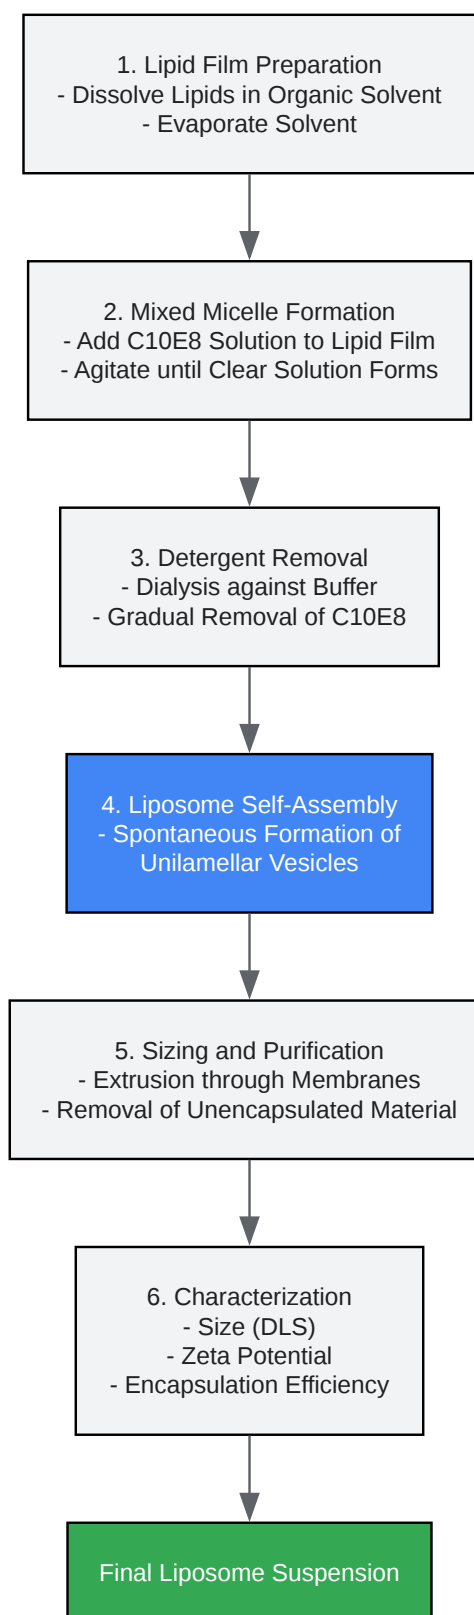 1. Lipid Film Preparation
- Dissolve Lipids in Organic Solvent
- Evaporate Solvent
2. Mixed Micelle Formation
- Add C10E8 Solution to Lipid Film
- Agitate until Clear Solution Forms
3. Detergent Removal
- Dialysis against Buffer
- Gradual Removal of C10E8
4. Liposome Self-Assembly
- Spontaneous Formation of
Unilamellar Vesicles
5. Sizing and Purification
- Extrusion through Membranes
- Removal of Unencapsulated Material
6. Characterization
- Size (DLS)
- Zeta Potential
- Encapsulation Efficiency
Final Liposome Suspension